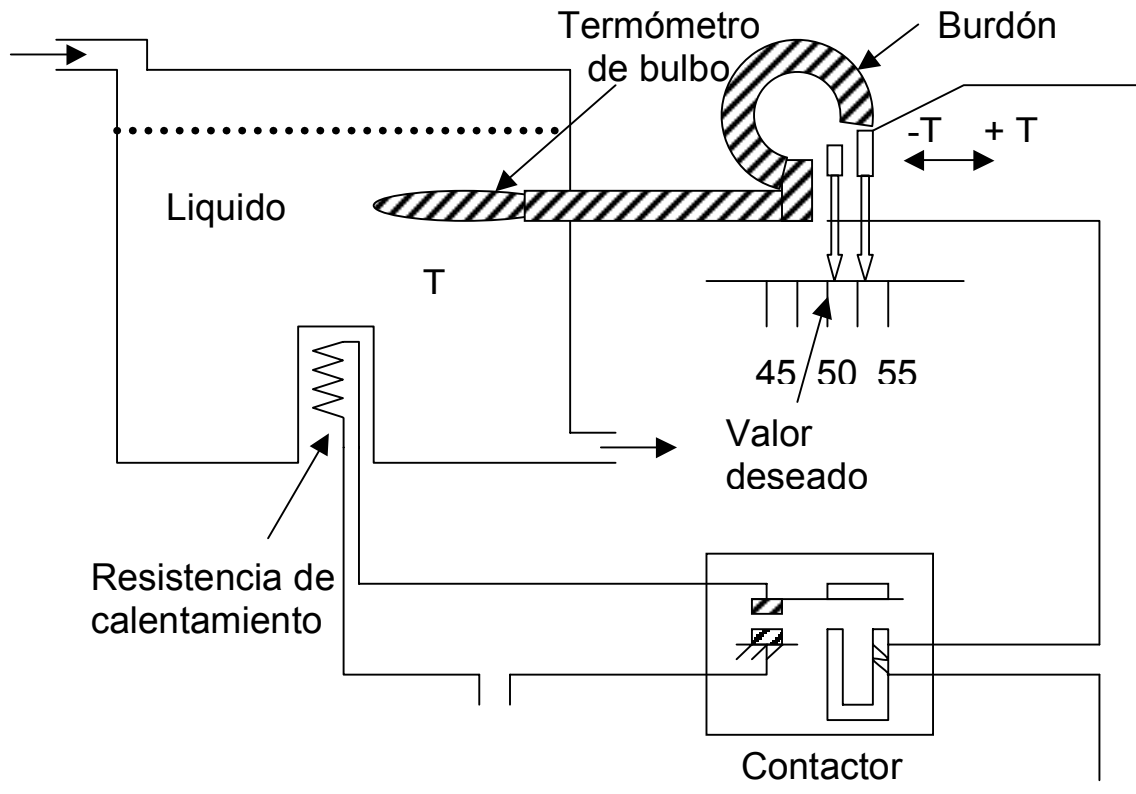 Termómetro
de bulbo
Burdón
-T + T
Liquido
T
45 50 55
Valor
deseado
Resistencia de
calentamiento
Contactor